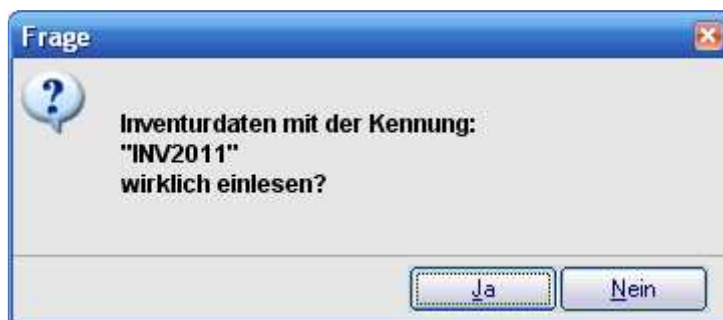 Frage
Inventurdaten mit der Kennung:
"INV2011"
wirklich einlesen?
Ja
Nein